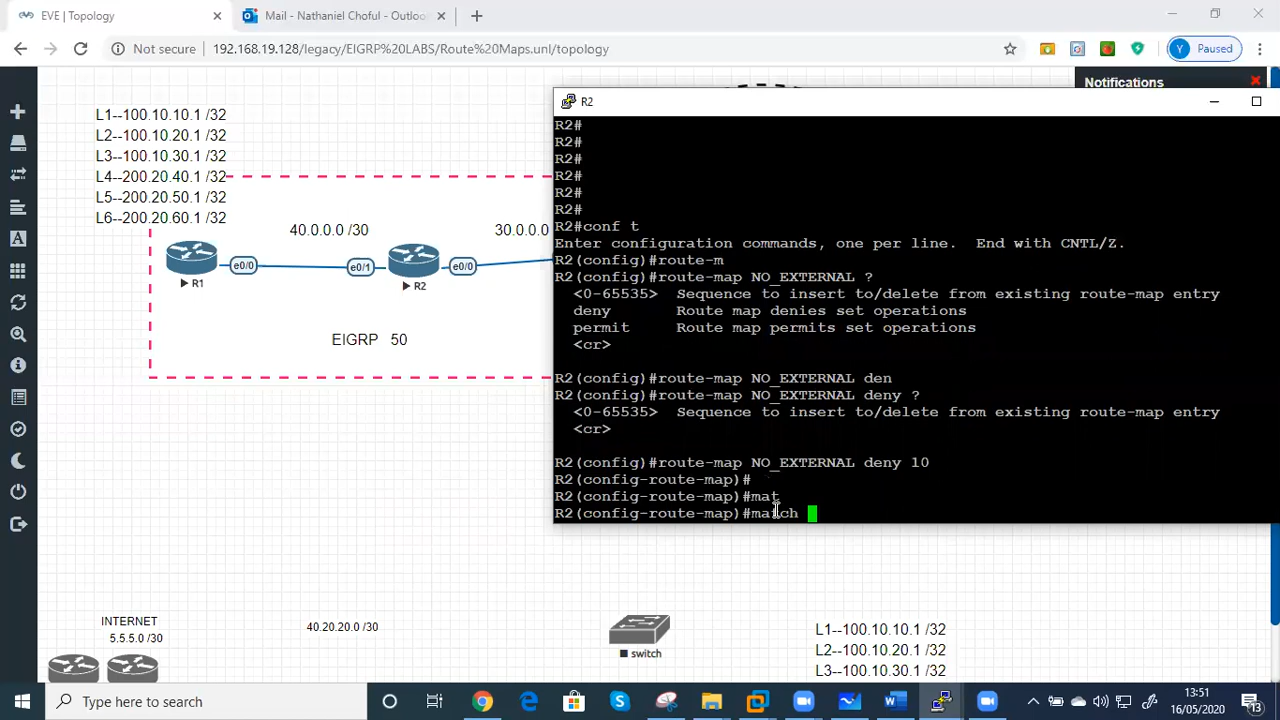 EVE | Topology
Mail - Nathaniel Choful - Outlook
Not secure
192.168.19.128/legacy/EIGRP%20LABS/Route%20Maps.unl/topology
Y Paused
Notifications
L1--100.10.10.1 /32
L2--100.10.20.1 /32
L3--100.10.30.1 /32
L4--200.20.40.1 /32
L5--200.20.50.1 /32
L6--200.20.60.1 /32
40.0.0.0 /30
30.0.0.0
R1
e0/0
e0/1
R2
e0/0
EIGRP 50
R2
R2#
R2#
R2#
R2#
R2#
R2#
R2#conf t
Enter configuration commands, one per line. End with CNTL/Z.
R2(config)#route-m
R2(config)#route-map NO_EXTERNAL ?
<0-65535> Sequence to insert to/delete from existing route-map entry
deny Route map denies set operations
permit Route map permits set operations
<cr>
R2(config)#route-map NO_EXTERNAL den
R2(config)#route-map NO_EXTERNAL deny ?
<0-65535> Sequence to insert to/delete from existing route-map entry
<cr>
R2(config)#route-map NO_EXTERNAL deny 10
R2(config-route-map)#
R2(config-route-map)#mat
R2(config-route-map)#match
INTERNET
5.5.5.0 /30
40.20.20.0 /30
switch
L1--100.10.10.1 /32
L2--100.10.20.1 /32
L3--100.10.30.1 /32
Type here to search
13:51
16/05/2020
13